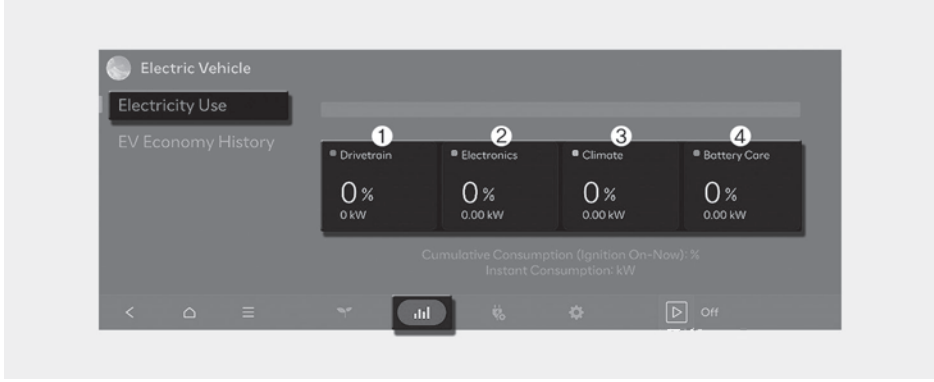 Electric Vehicle
Electricity Use
EV Economy History
1 2 3 4
Drivetrain Electronics Climate Battery Care
0 % 0 % 0 % 0 %
0 kW 0.00 kW 0.00 kW 0.00 kW
Cumulative Consumption (Ignition On-Now): %
Instant Consumption: kW
Off